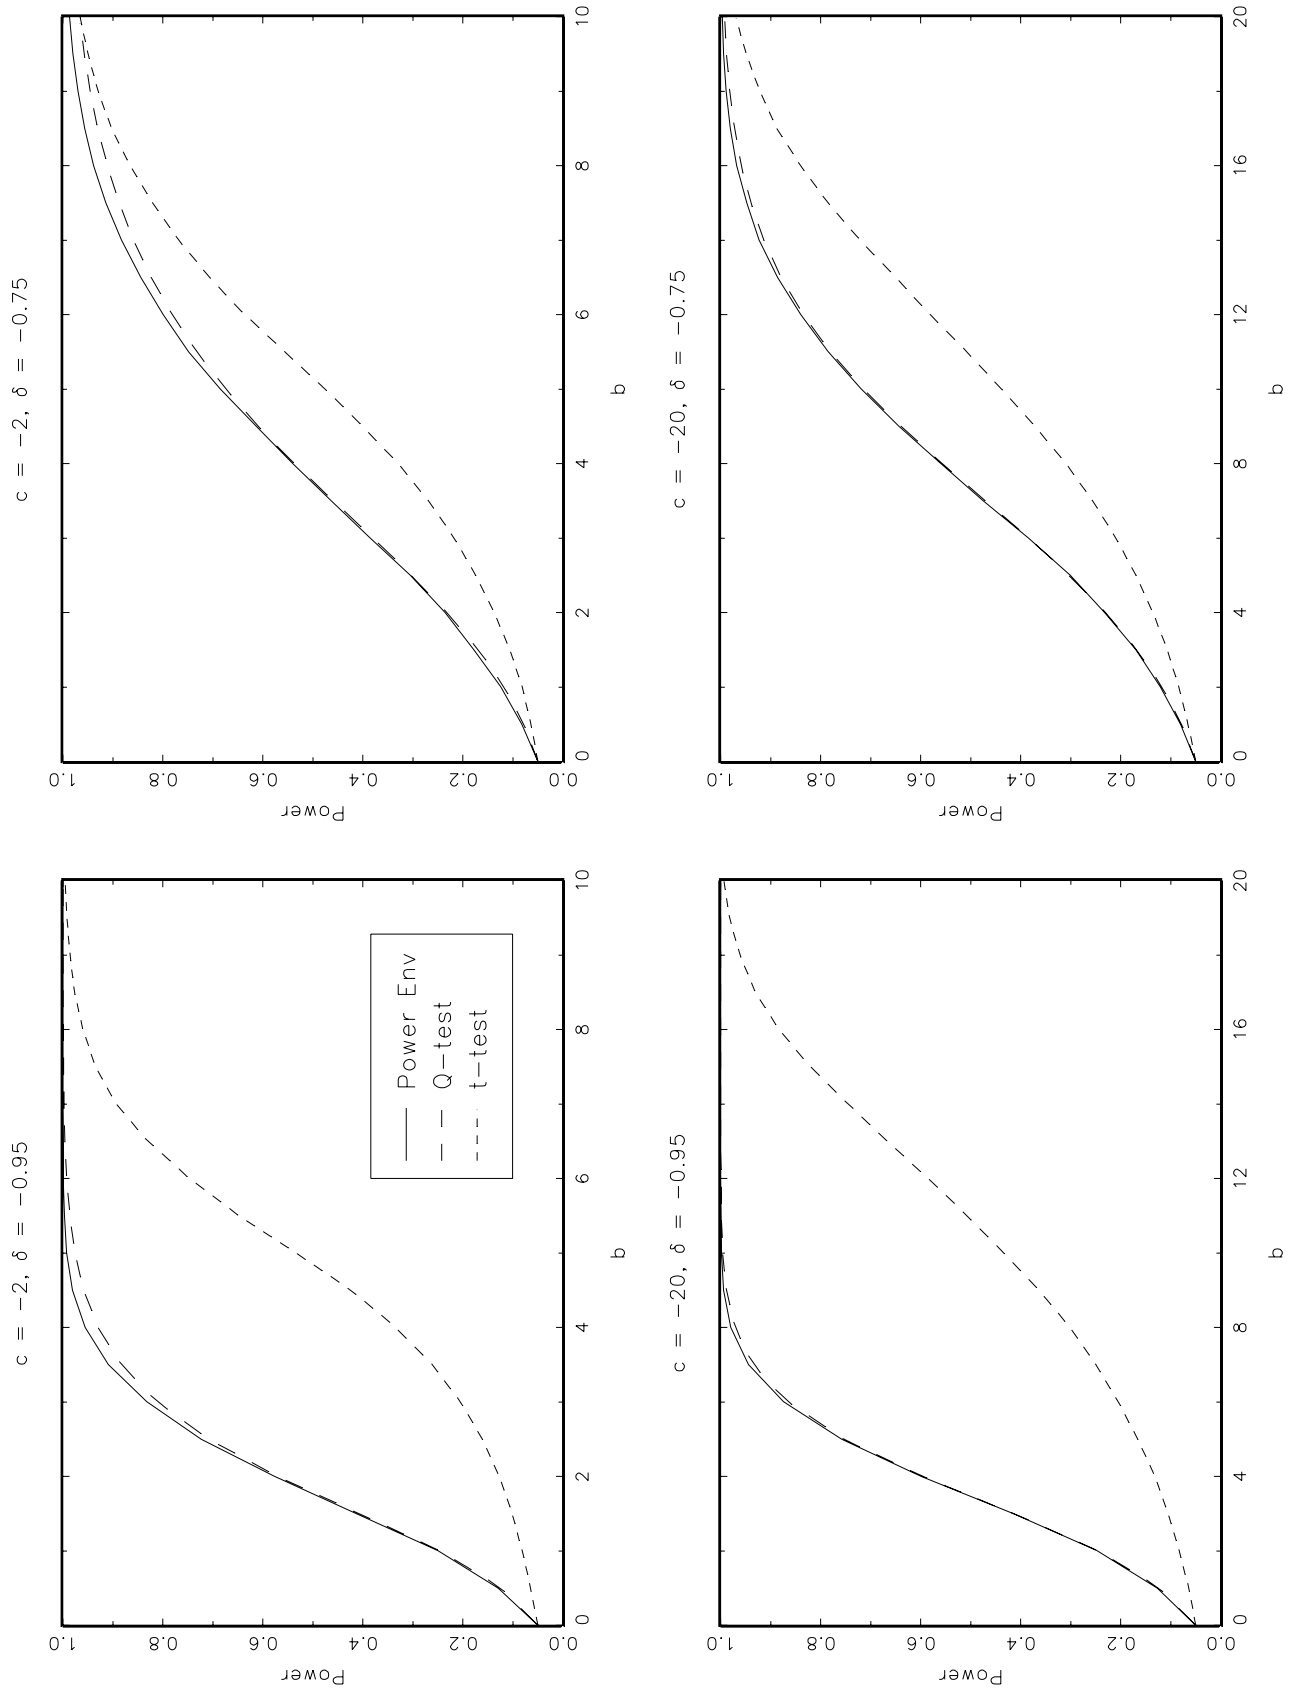 c = −2, δ = −0.95
Power
1.0
0.8
0.6
0.4
0.2
0.0
0 2 4 6 8 10
b
Power Env
Q−test
t−test
c = −2, δ = −0.75
Power
1.0
0.8
0.6
0.4
0.2
0.0
0 2 4 6 8 10
b
c = −20, δ = −0.95
Power
1.0
0.8
0.6
0.4
0.2
0.0
0 4 8 12 16 20
b
c = −20, δ = −0.75
Power
1.0
0.8
0.6
0.4
0.2
0.0
0 4 8 12 16 20
b